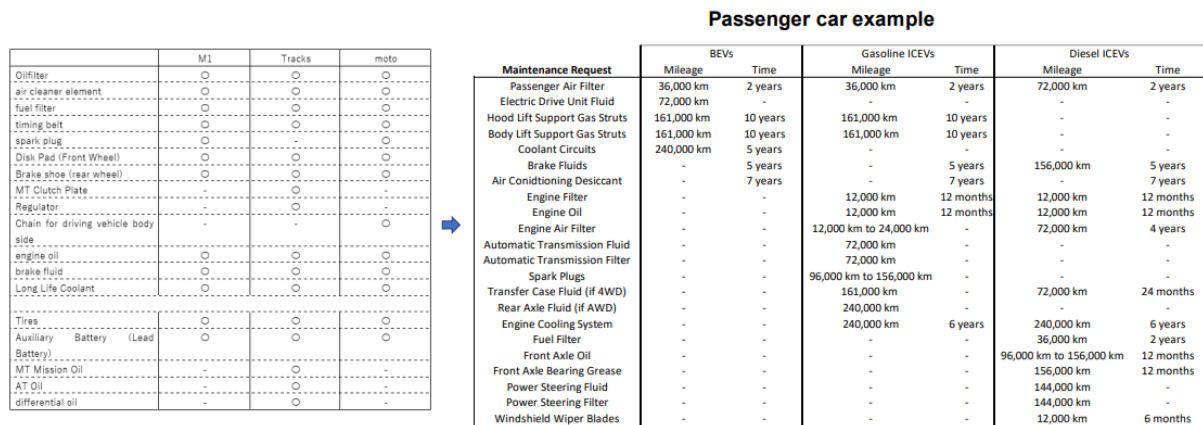 Passenger car example
M1 Tracks moto
Oilfilter ○ ○ ○
air cleaner element ○ ○ ○
fuel filter ○ ○ ○
timing belt ○ ○ ○
spark plug ○ - ○
Disk Pad (Front Wheel) ○ ○ ○
Brake shoe (rear wheel) ○ ○ ○
MT Clutch Plate - ○ -
Regulator - ○ -
Chain for driving vehicle body - - ○
side
engine oil ○ ○ ○
brake fluid ○ ○ ○
Long Life Coolant ○ ○ ○
Tires ○ ○ ○
Auxiliary Battery (Lead ○ ○ ○
Battery)
MT Mission Oil - ○ -
AT Oil - ○ -
differential oil - ○ -
BEVs Gasoline ICEVs Diesel ICEVs
Maintenance Request Mileage Time Mileage Time Mileage Time
Passenger Air Filter 36,000 km 2 years 36,000 km 2 years 72,000 km 2 years
Electric Drive Unit Fluid 72,000 km - - - - -
Hood Lift Support Gas Struts 161,000 km 10 years 161,000 km 10 years - -
Body Lift Support Gas Struts 161,000 km 10 years 161,000 km 10 years - -
Coolant Circuits 240,000 km 5 years - - - -
Brake Fluids - 5 years - 5 years 156,000 km 5 years
Air Conidtioning Desiccant - 7 years - 7 years - 7 years
Engine Filter - - 12,000 km 12 months 12,000 km 12 months
Engine Oil - - 12,000 km 12 months 12,000 km 12 months
Engine Air Filter - - 12,000 km to 24,000 km - 72,000 km 4 years
Automatic Transmission Fluid - - 72,000 km - - -
Automatic Transmission Filter - - 72,000 km - - -
Spark Plugs - - 96,000 km to 156,000 km - - -
Transfer Case Fluid (if 4WD) - - 161,000 km - 72,000 km 24 months
Rear Axle Fluid (if AWD) - - 240,000 km - - -
Engine Cooling System - - 240,000 km 6 years 240,000 km 6 years
Fuel Filter - - - - 36,000 km 2 years
Front Axle Oil - - - - 96,000 km to 156,000 km 12 months
Front Axle Bearing Grease - - - - 156,000 km 12 months
Power Steering Fluid - - - - 144,000 km -
Power Steering Filter - - - - 144,000 km -
Windshield Wiper Blades - - - - 12,000 km 6 months